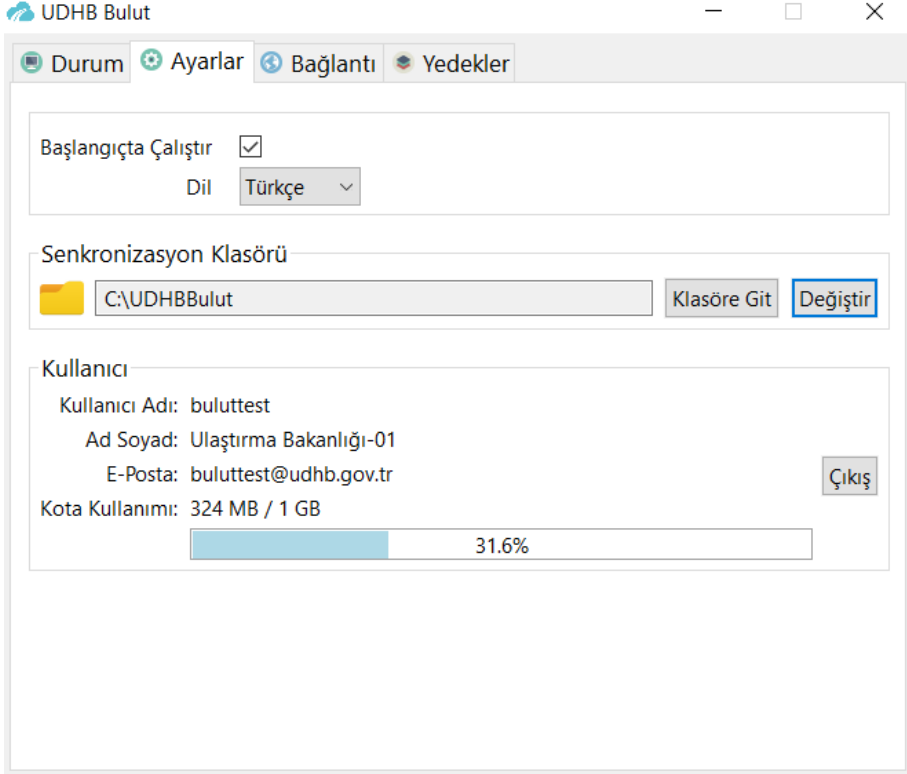 UDHB Bulut
Durum Ayarlar Bağlantı Yedekler
Başlangıçta Çalıştır
Dil Türkçe
Senkronizasyon Klasörü
C:\UDHBBulut Klasöre Git Değiştir
Kullanıcı
Kullanıcı Adı: buluttest
Ad Soyad: Ulaştırma Bakanlığı-01
E-Posta: buluttest@udhb.gov.tr
Çıkış
Kota Kullanımı: 324 MB / 1 GB
31.6%